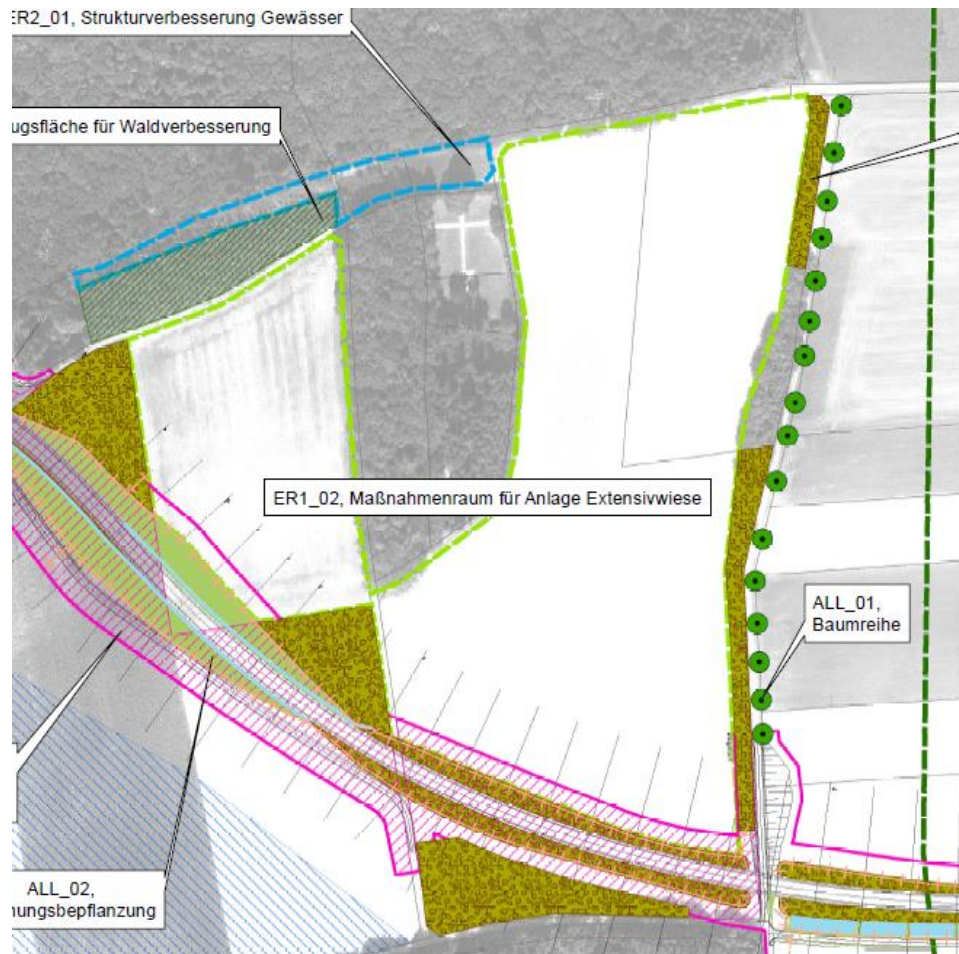 ER2_01, Strukturverbesserung Gewässer
ugsfläche für Waldverbesserung
ER1_02, Maßnahmenraum für Anlage Extensivwiese
ALL_01,
Baumreihe
ALL_02,
nungsbepflanzung